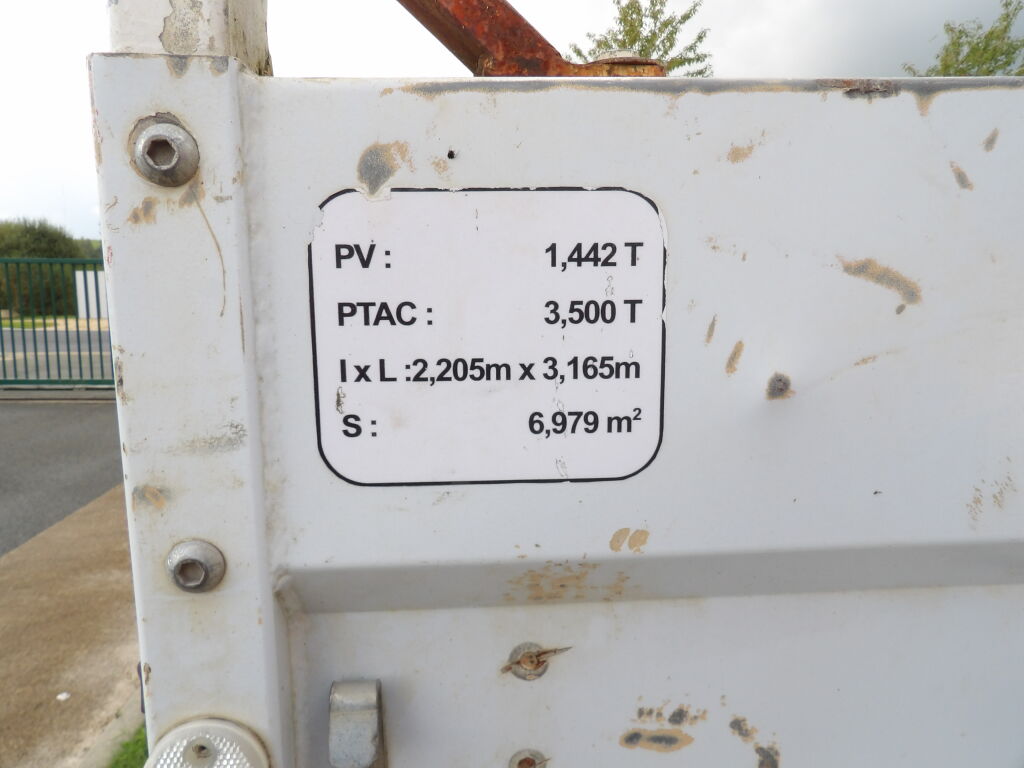 PV : 1,442 T
PTAC : 3,500 T
l x L :2,205m x 3,165m
S : 6,979 m²